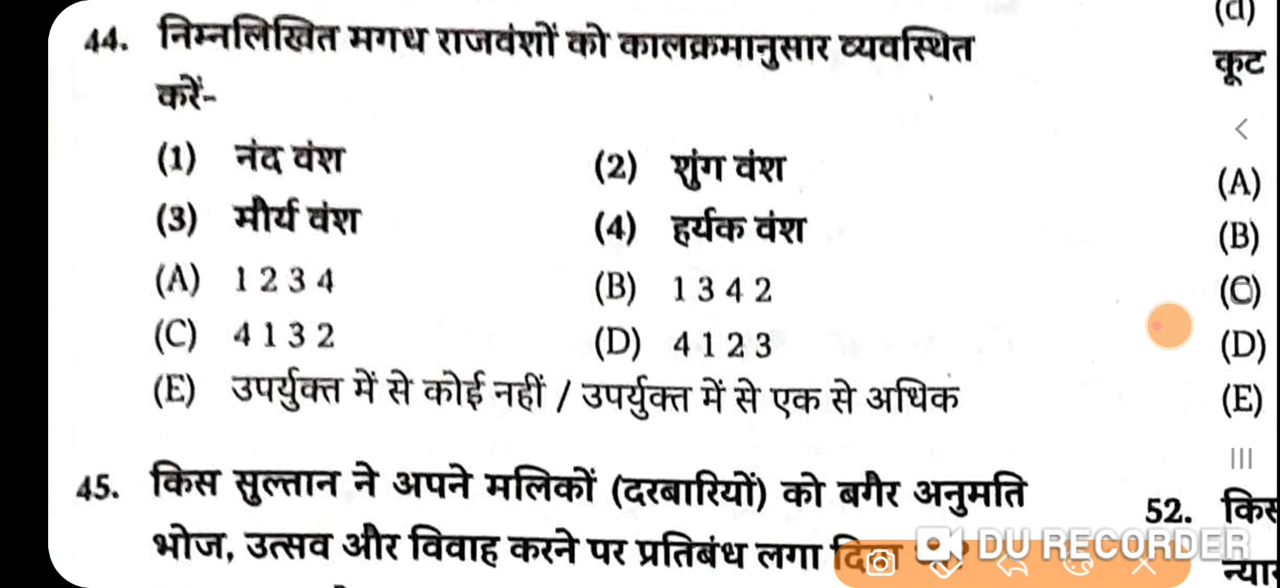 44. निम्नलिखित मगध राजवंशों को कालक्रमानुसार व्यवस्थित
करें-
(1) नंद वंश (2) शुंग वंश
(3) मौर्य वंश (4) हर्यक वंश
(A) 1 2 3 4 (B) 1 3 4 2
(C) 4 1 3 2 (D) 4 1 2 3
(E) उपर्युक्त में से कोई नहीं / उपर्युक्त में से एक से अधिक
45. किस सुल्तान ने अपने मलिकों (दरबारियों) को बगैर अनुमति
भोज, उत्सव और विवाह करने पर प्रतिबंध लगा
(d)
कूट
(A)
(B)
(C)
(D)
(E)
52.
DU RECORDER